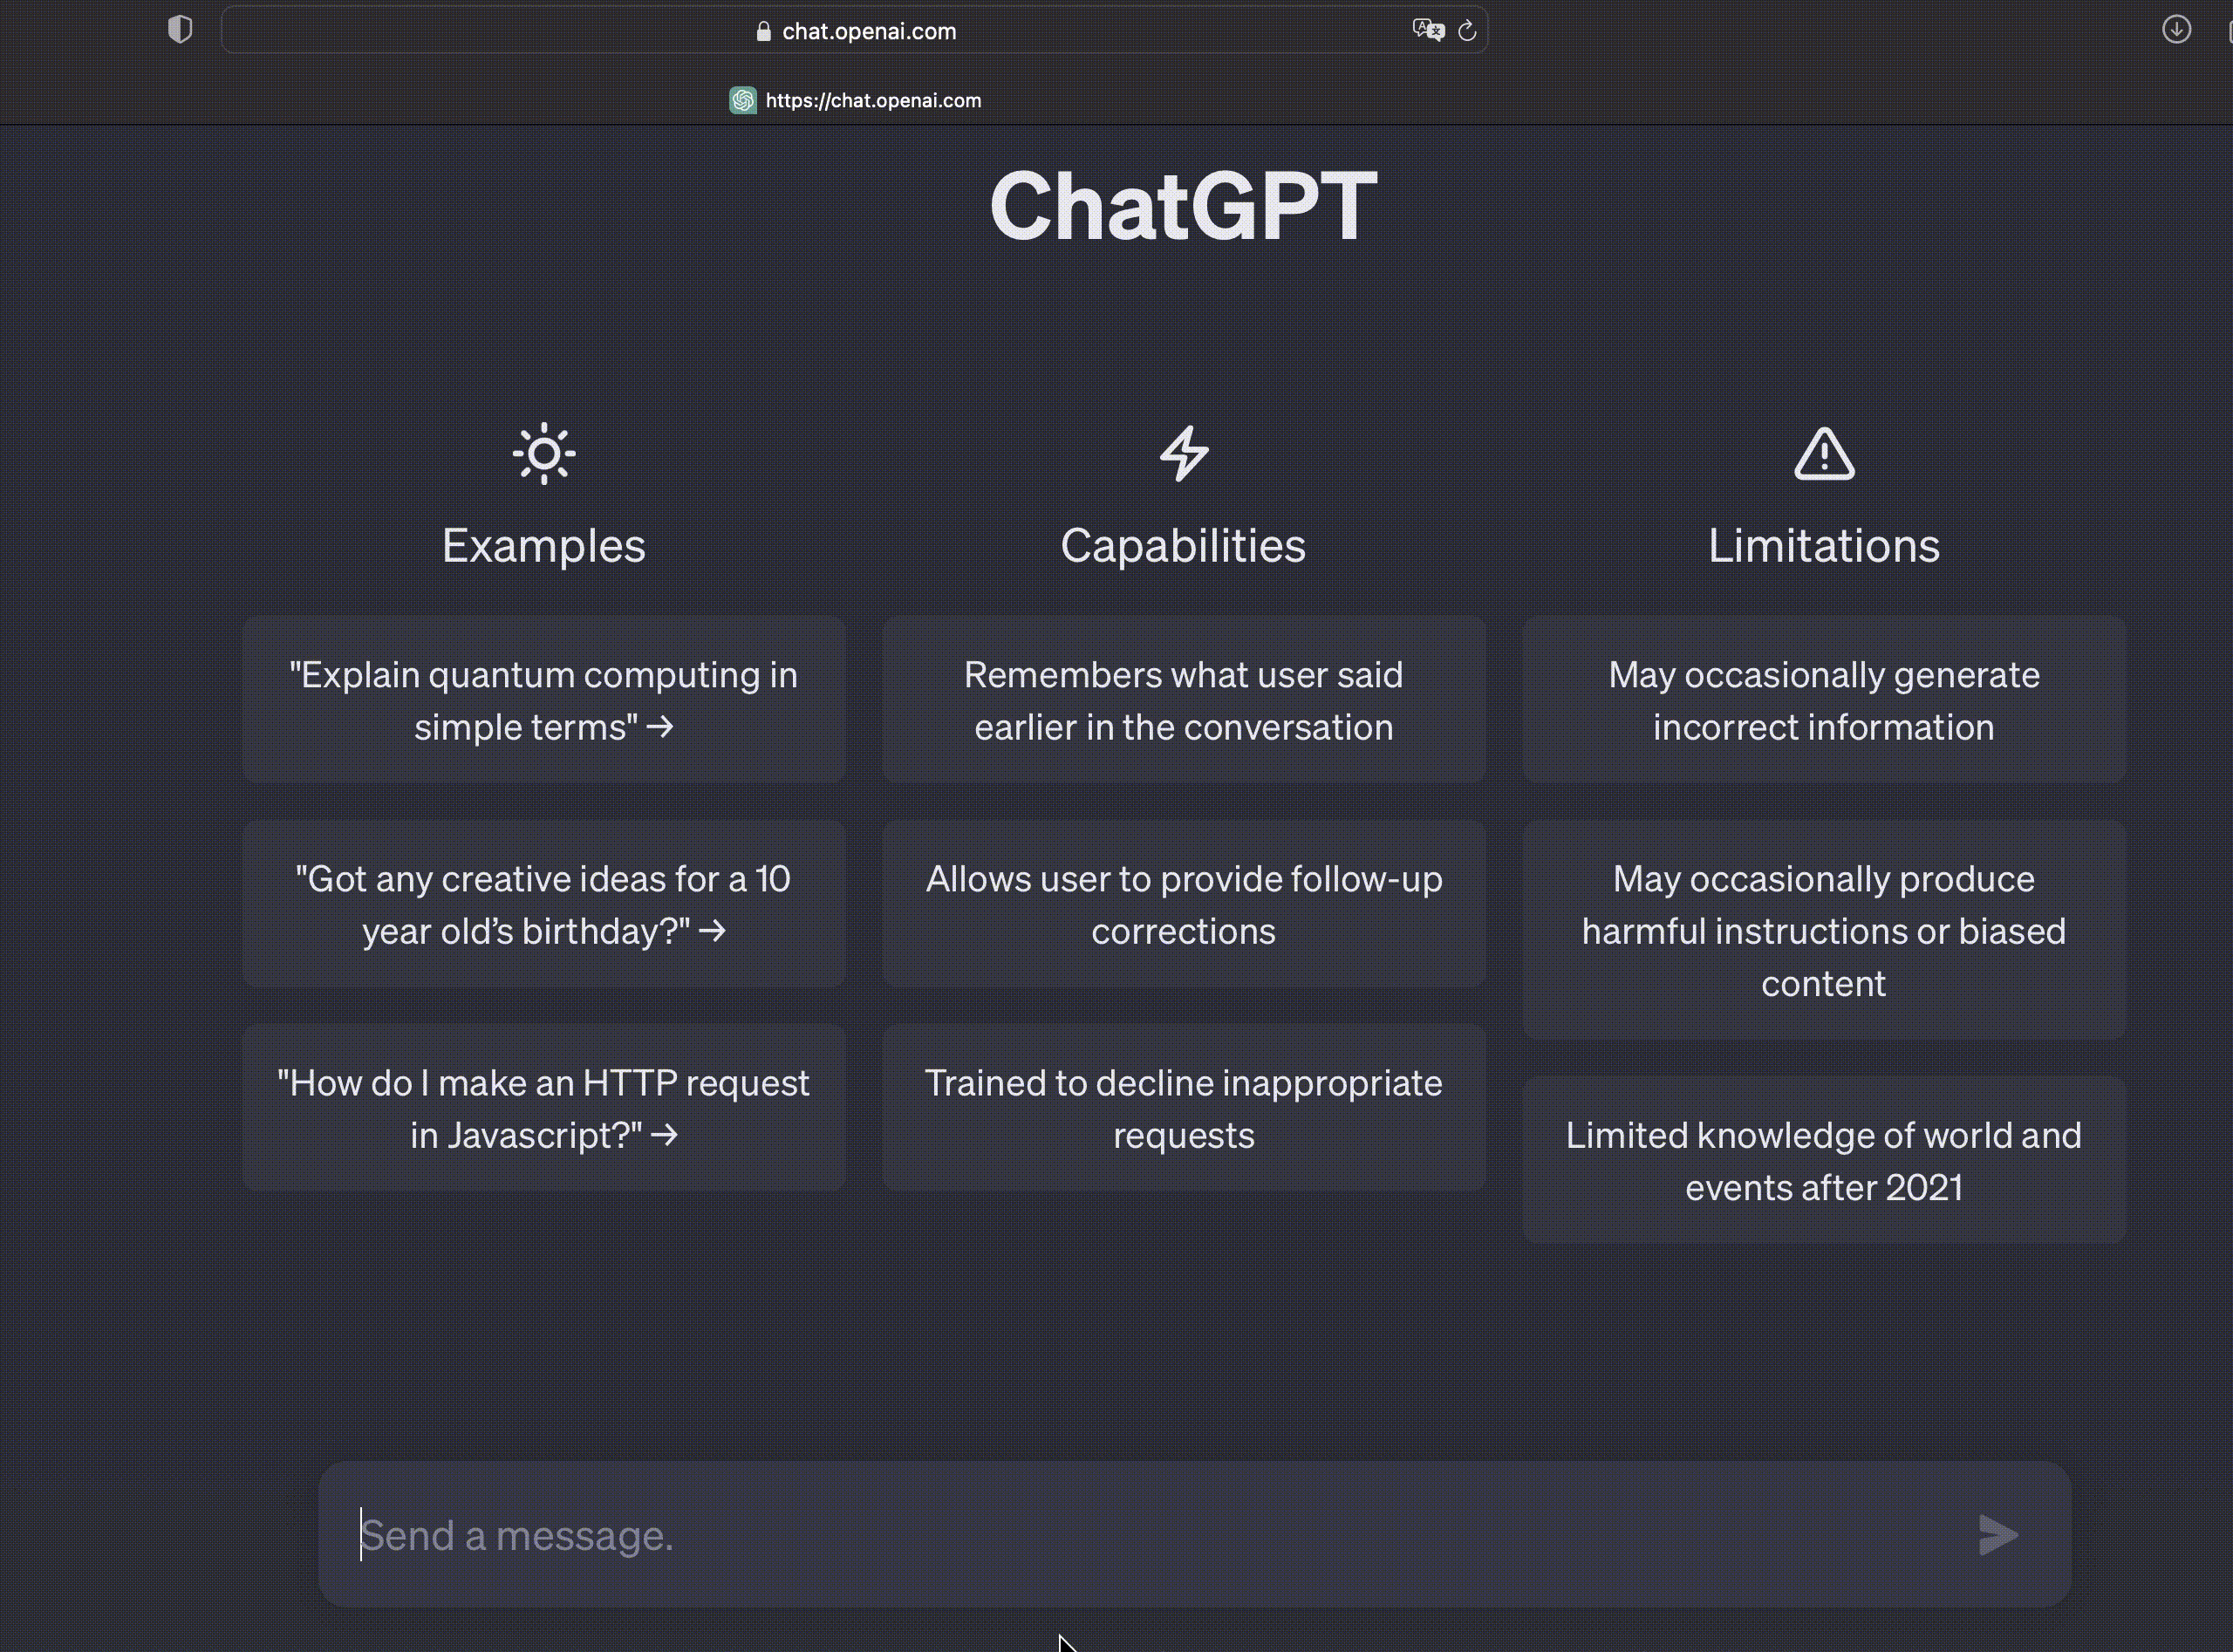 chat.openai.com
https://chat.openai.com
ChatGPT
Examples
"Explain quantum computing in
simple terms" →
"Got any creative ideas for a 10
year old’s birthday?" →
"How do I make an HTTP request
in Javascript?" →
Capabilities
Remembers what user said
earlier in the conversation
Allows user to provide follow-up
corrections
Trained to decline inappropriate
requests
Limitations
May occasionally generate
incorrect information
May occasionally produce
harmful instructions or biased
content
Limited knowledge of world and
events after 2021
Send a message.